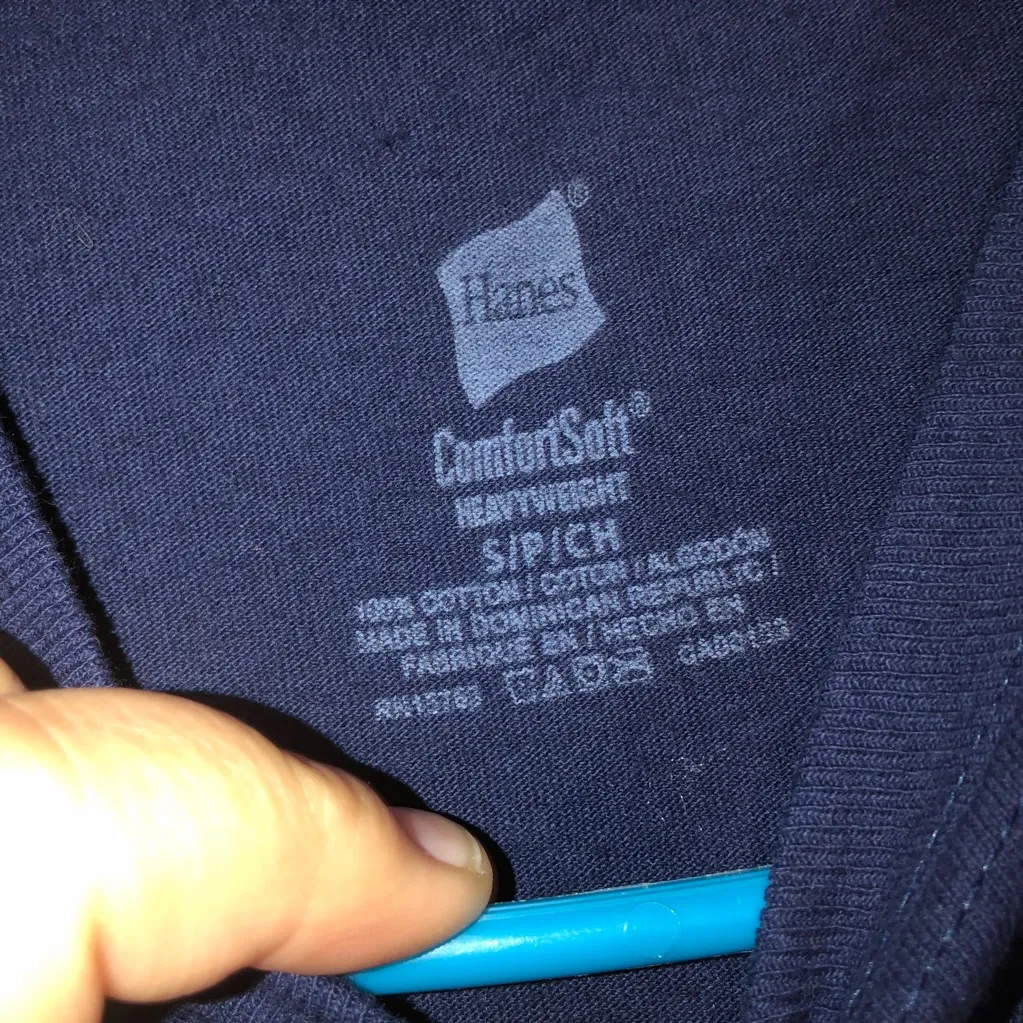 Hanes®
ComfortSoft®
HEAVYWEIGHT
S/P/CH
100% COTTON / COTON / ALGODÓN
MADE IN DOMINICAN REPUBLIC /
FABRIQUÉ EN / HECHO EN